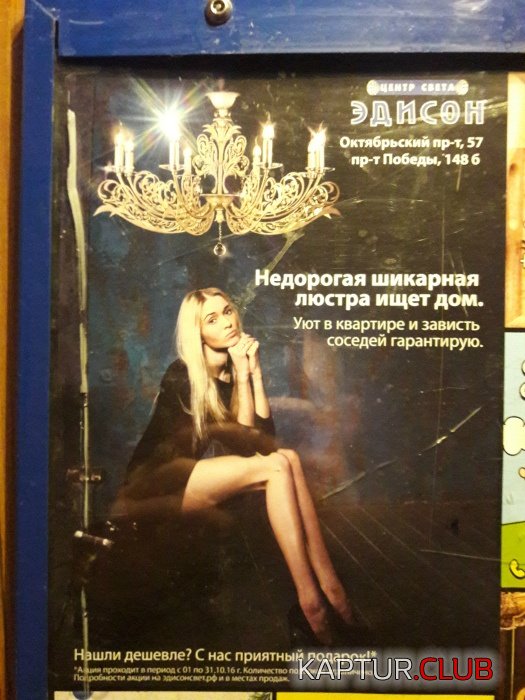 ЦЕНТР СВЕТА
ЭДИСОН
Октябрьский пр-т, 57
пр-т Победы, 148 б
Недорогая шикарная
люстра ищет дом.
Уют в квартире и зависть
соседей гарантирую.
Нашли дешевле? С нас приятный подарок!*
*Акция проходит в период с 01 по 31.10.16 г. Количество
Подробности акции на эдисонсвет.рф и в местах продаж.
KAPTUR.CLUB